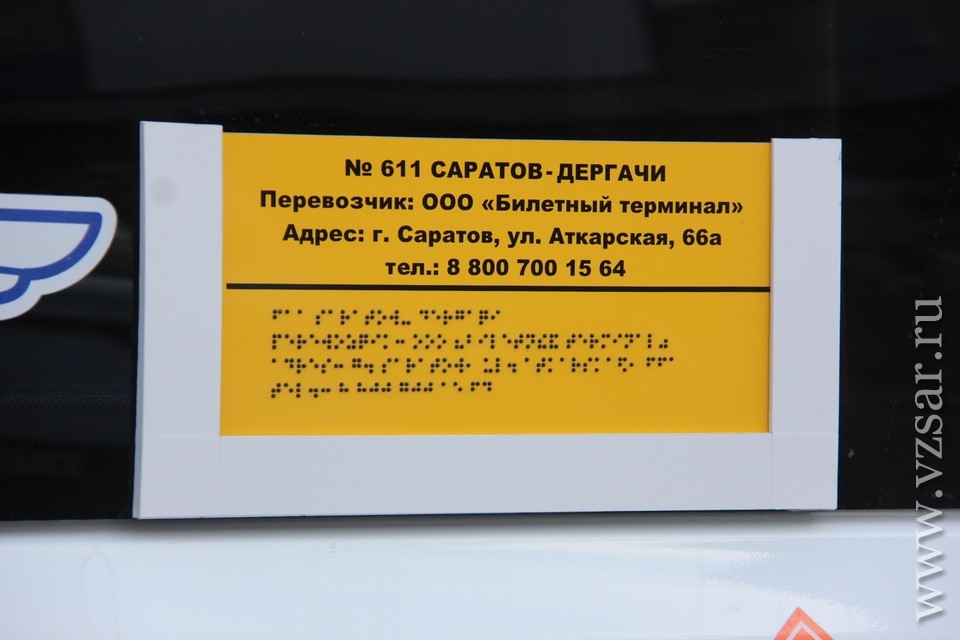 № 611 САРАТОВ-ДЕРГАЧИ
Перевозчик: ООО «Билетный терминал»
Адрес: г. Саратов, ул. Аткарская, 66а
тел.: 8 800 700 15 64
www.vzsar.ru